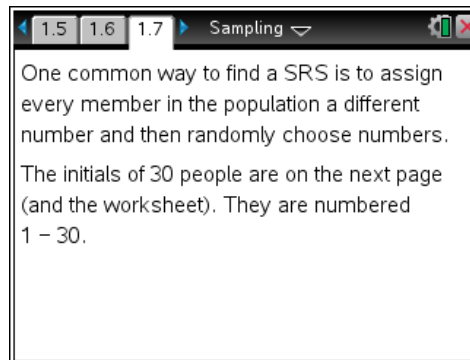 1.5 1.6 1.7 Sampling
One common way to find a SRS is to assign
every member in the population a different
number and then randomly choose numbers.
The initials of 30 people are on the next page
(and the worksheet). They are numbered
1 – 30.